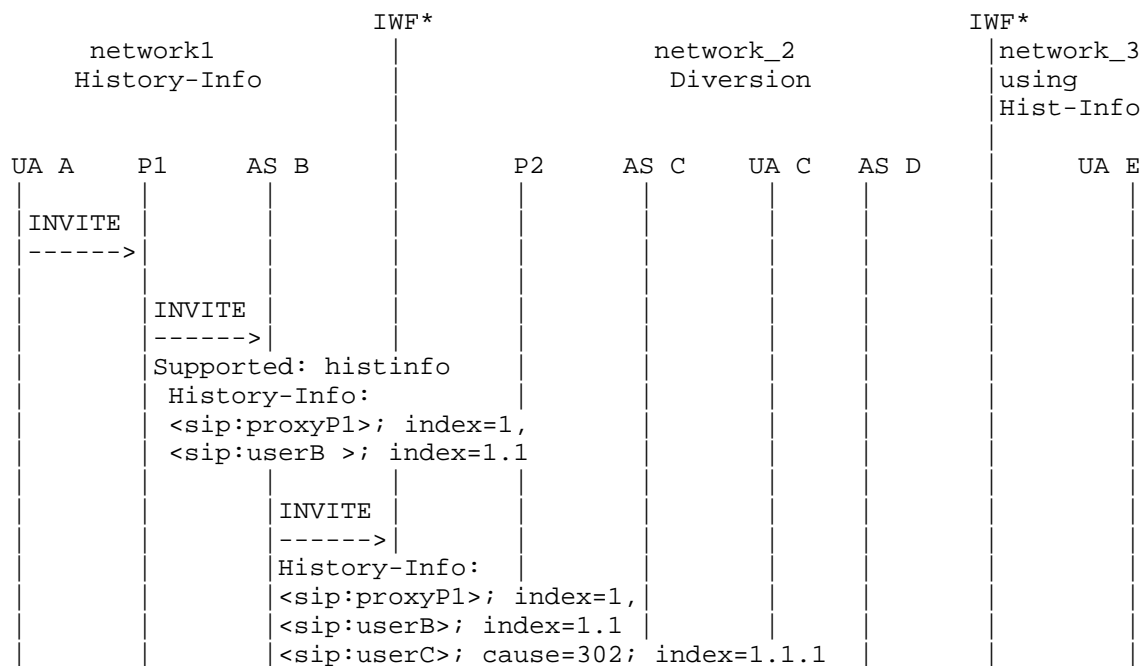 IWF* IWF*
network1 network_2 |network_3
History-Info | Diversion |using
| |Hist-Info
UA A P1 AS B P2 AS C UA C AS D UA E
|INVITE
|------>|
|INVITE
|------>|
Supported: histinfo
History-Info:
<sip:proxyP1>; index=1,
<sip:userB >; index=1.1
|INVITE |
|------>|
|History-Info:
|<sip:proxyP1>; index=1,|
|<sip:userB>; index=1.1 |
|<sip:userC>; cause=302; index=1.1.1 |